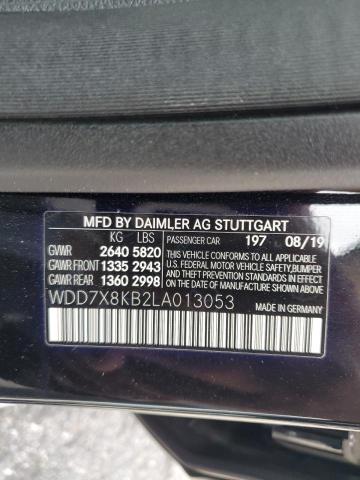 MFD BY DAIMLER AG STUTTGART
KG LBS PASSENGER CAR 197 08/19
GVWR 2640 5820 THIS VEHICLE CONFORMS TO ALL APPLICABLE
GAWR FRONT 1335 2943 U.S. FEDERAL MOTOR VEHICLE SAFETY, BUMPER
GAWR REAR 1360 2998 AND THEFT PREVENTION STANDARDS IN EFFECT ON THE DATE OF MANUFACTURE SHOWN ABOVE.
WDD7X8KB2LA013053 MADE IN GERMANY